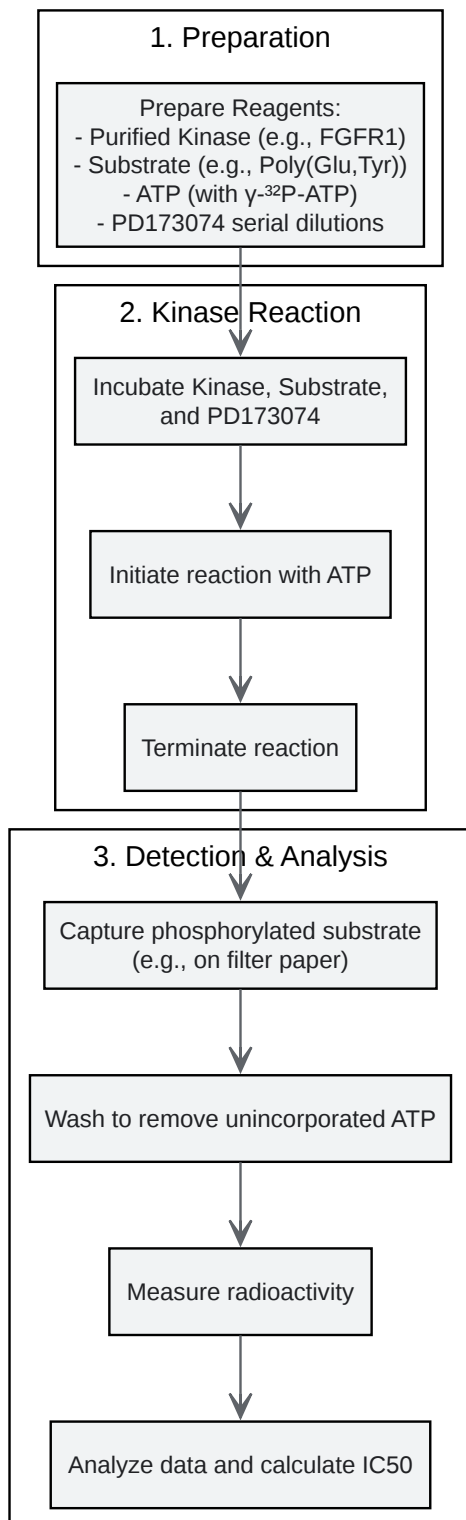 1. Preparation
Prepare Reagents:
- Purified Kinase (e.g., FGFR1)
- Substrate (e.g., Poly(Glu,Tyr))
- ATP (with γ-³²P-ATP)
- PD173074 serial dilutions
2. Kinase Reaction
Incubate Kinase, Substrate,
and PD173074
Initiate reaction with ATP
Terminate reaction
3. Detection & Analysis
Capture phosphorylated substrate
(e.g., on filter paper)
Wash to remove unincorporated ATP
Measure radioactivity
Analyze data and calculate IC50